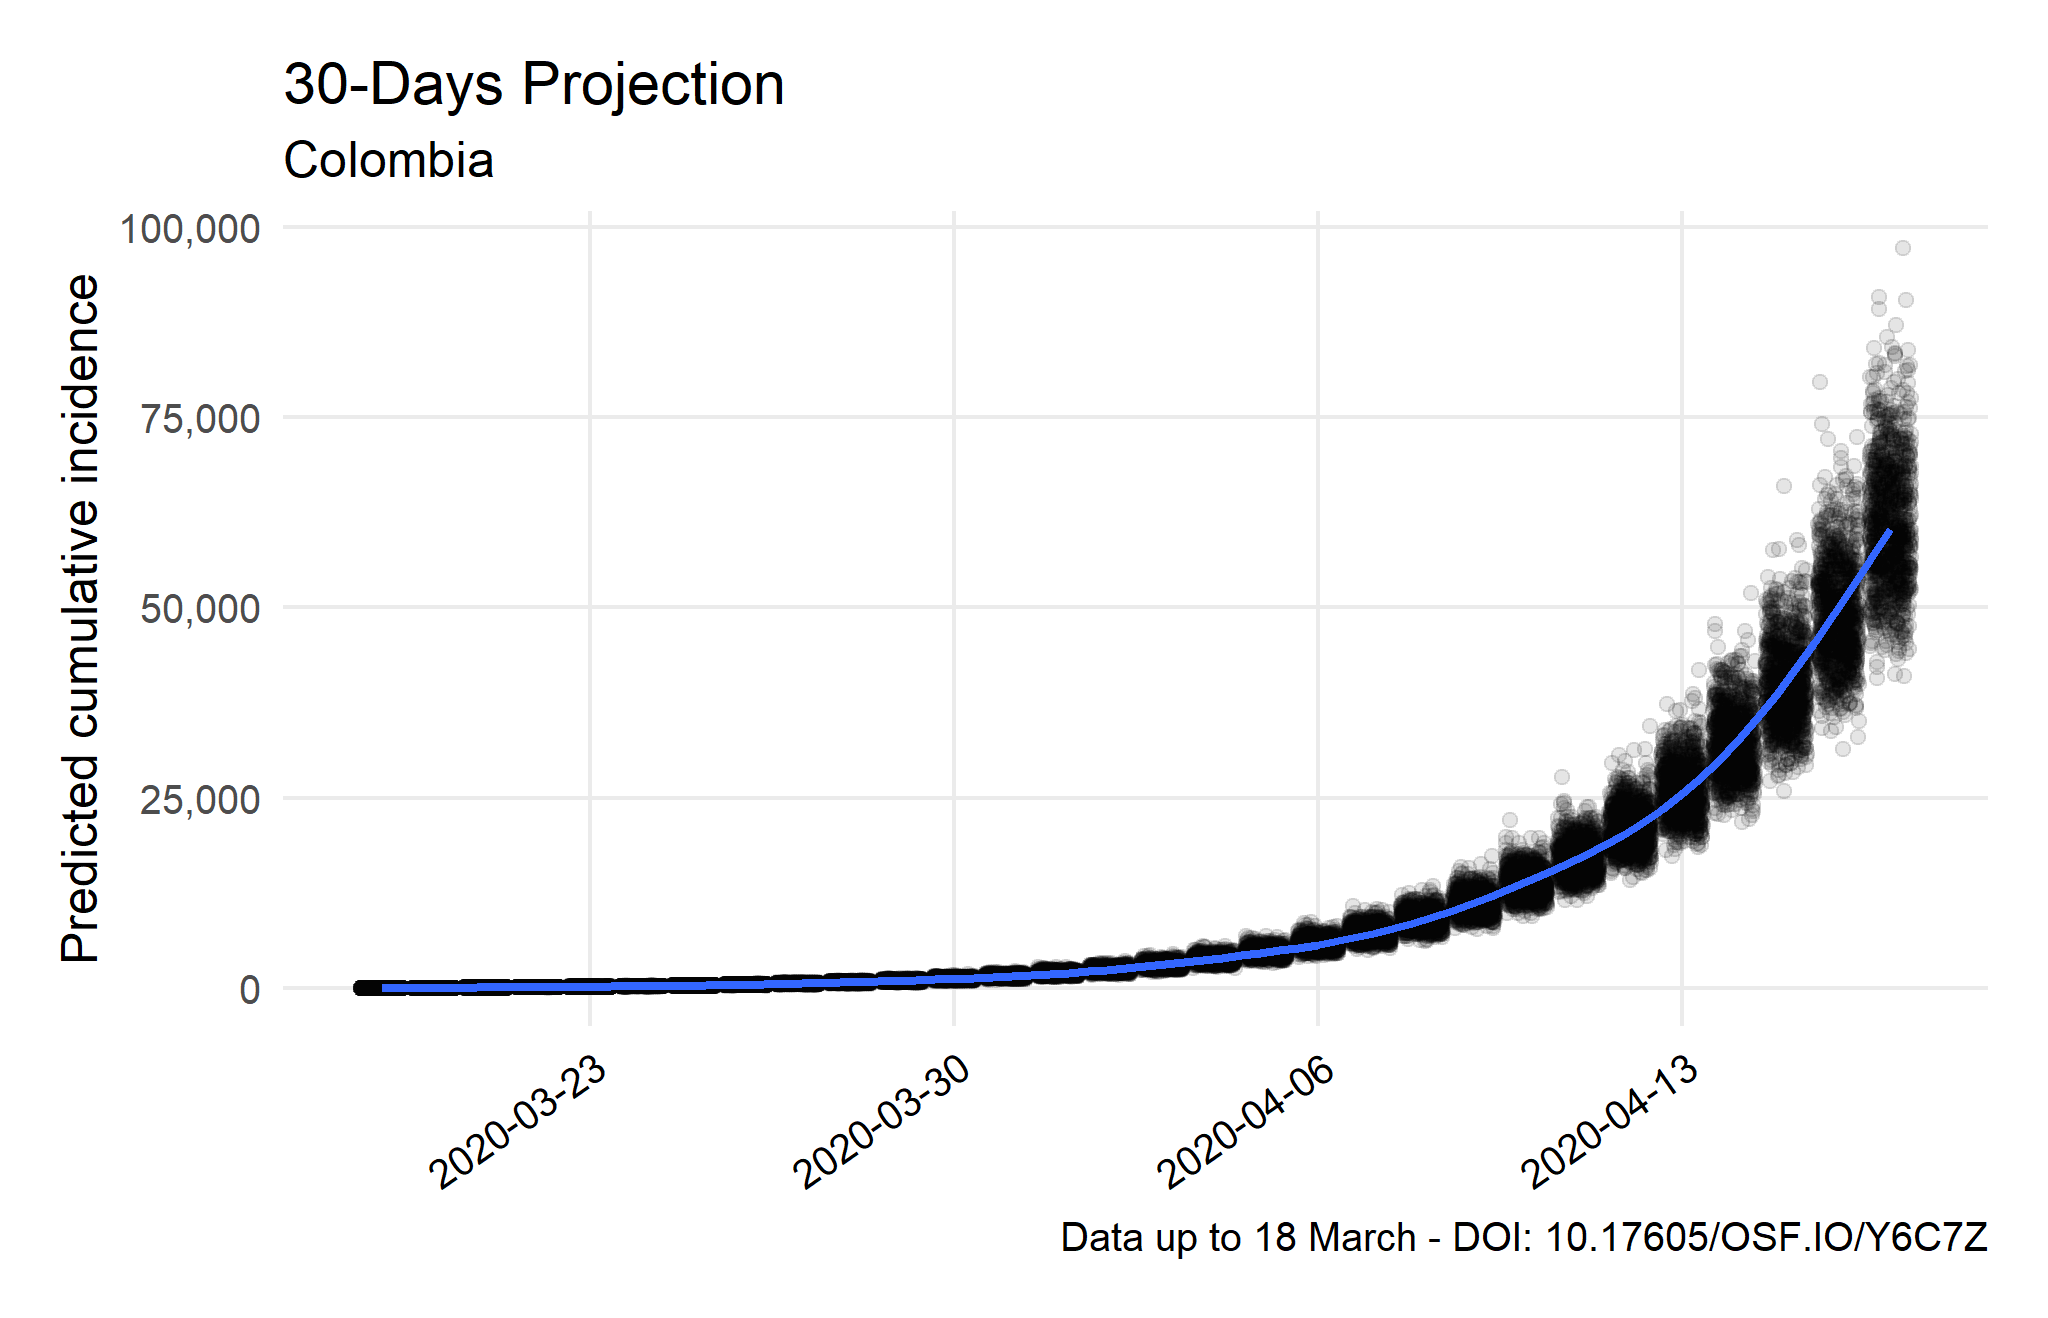 30-Days Projection
Colombia
Predicted cumulative incidence
100,000
75,000
50,000
25,000
0
2020-03-23
2020-03-30
2020-04-06
2020-04-13
Data up to 18 March - DOI: 10.17605/OSF.IO/Y6C7Z